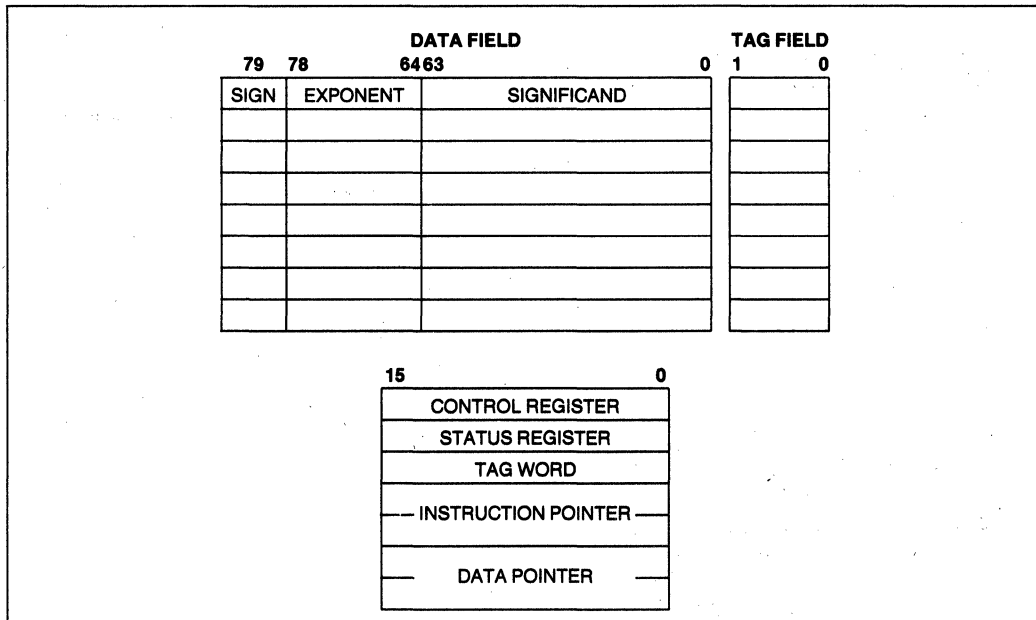 DATA FIELD TAG FIELD
79 78 64 63 0 1 0
SIGN EXPONENT SIGNIFICAND
15 0
CONTROL REGISTER
STATUS REGISTER
TAG WORD
INSTRUCTION POINTER
DATA POINTER